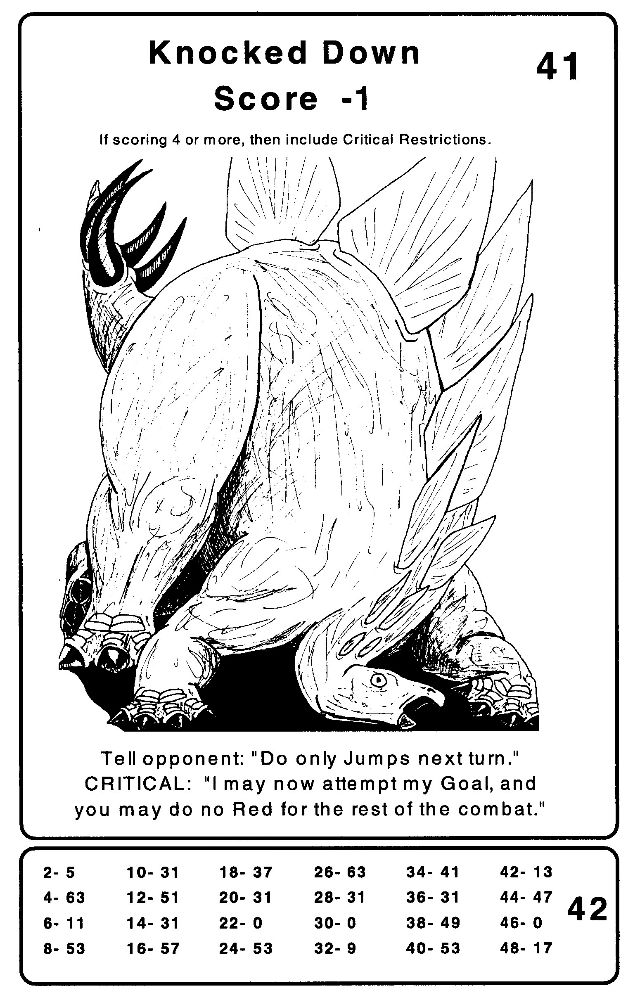 Knocked Down
41
Score -1
If scoring 4 or more, then include Critical Restrictions.
Tell opponent: "Do only Jumps next turn."
CRITICAL: "I may now attempt my Goal, and
you may do no Red for the rest of the combat."
2- 5 10- 31 18- 37 26- 63 34- 41 42- 13
4- 63 12- 51 20- 31 28- 31 36- 31 44- 47
42
6- 11 14- 31 22- 0 30- 0 38- 49 46- 0
8- 53 16- 57 24- 53 32- 9 40- 53 48- 17